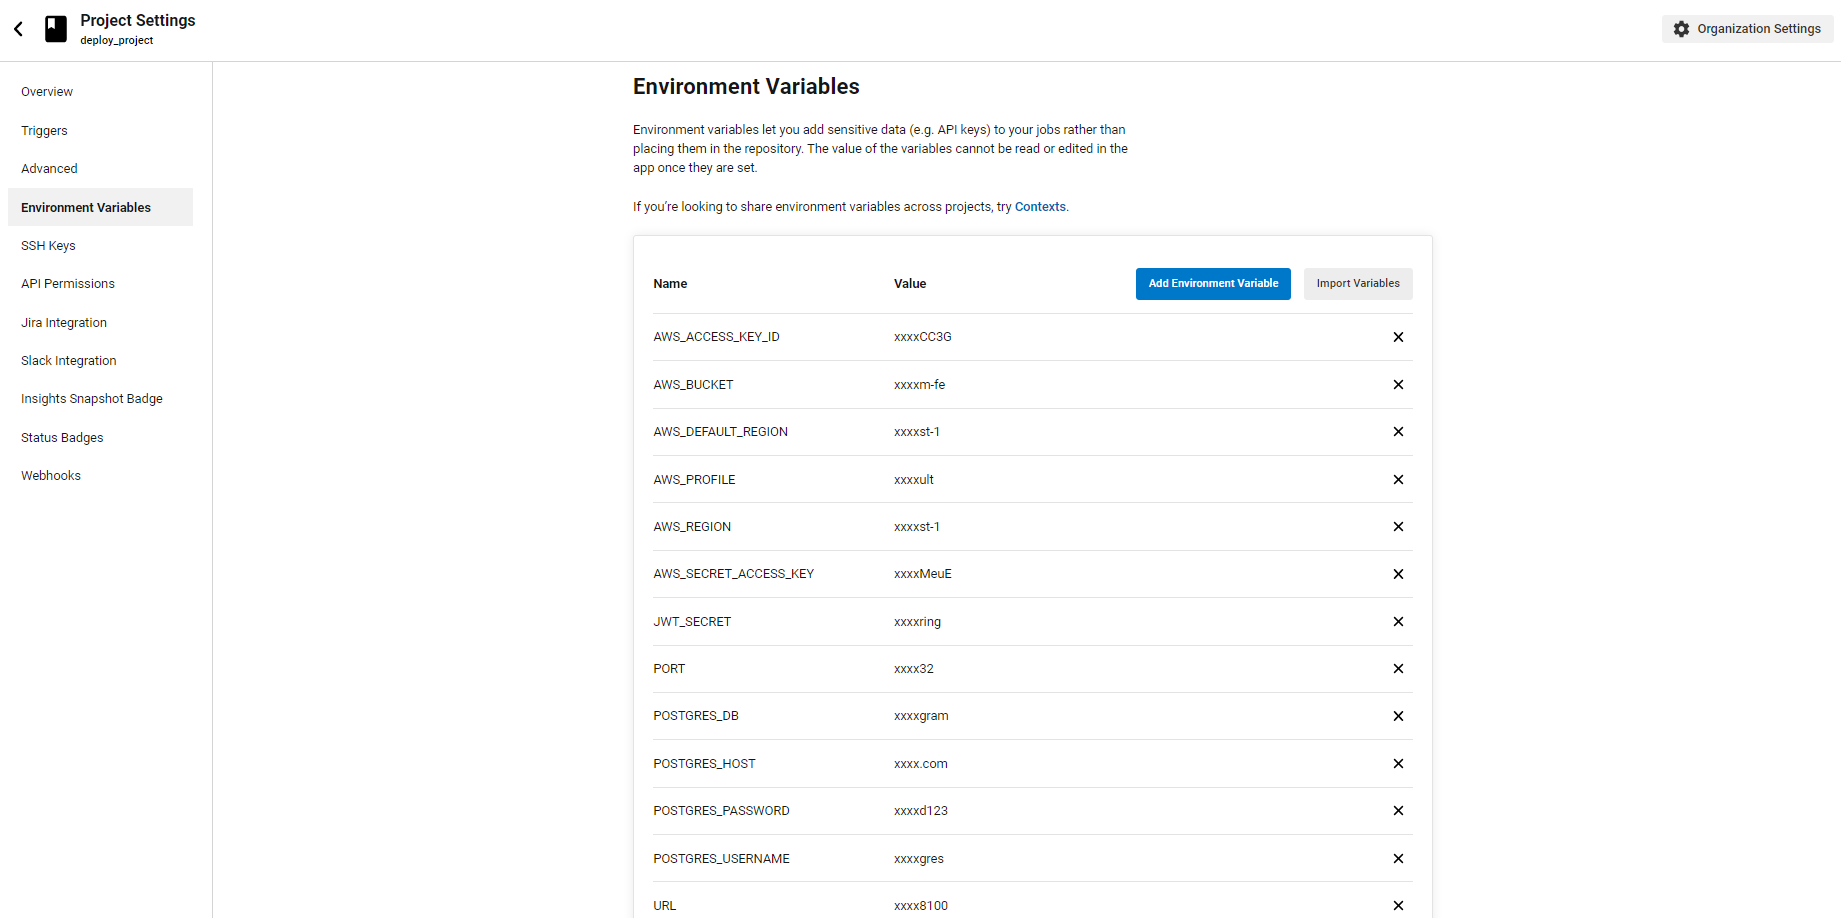 Project Settings
deploy_project
Organization Settings
Overview
Triggers
Advanced
Environment Variables
SSH Keys
API Permissions
Jira Integration
Slack Integration
Insights Snapshot Badge
Status Badges
Webhooks
Environment Variables
Environment variables let you add sensitive data (e.g. API keys) to your jobs rather than
placing them in the repository. The value of the variables cannot be read or edited in the
app once they are set.
If you’re looking to share environment variables across projects, try Contexts.
Name Value Add Environment Variable Import Variables
AWS_ACCESS_KEY_ID xxxxCC3G
AWS_BUCKET xxxxm-fe
AWS_DEFAULT_REGION xxxxst-1
AWS_PROFILE xxxxult
AWS_REGION xxxxst-1
AWS_SECRET_ACCESS_KEY xxxxMeuE
JWT_SECRET xxxxring
PORT xxxx32
POSTGRES_DB xxxxgram
POSTGRES_HOST xxxx.com
POSTGRES_PASSWORD xxxxd123
POSTGRES_USERNAME xxxxgres
URL xxxx8100